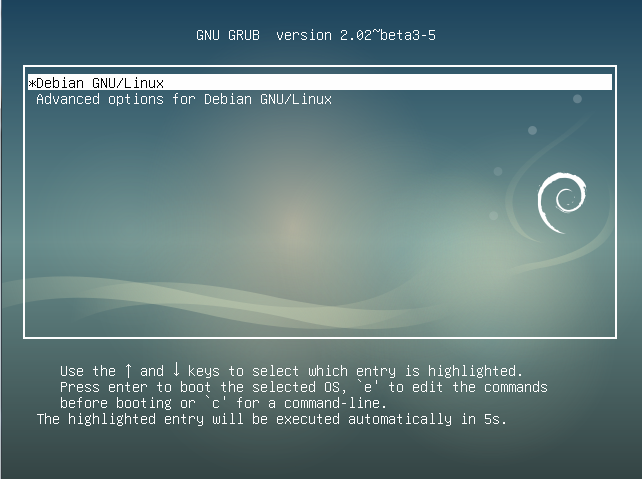 GNU GRUB  version 2.02~beta3-5
*Debian GNU/Linux
Advanced options for Debian GNU/Linux
Use the ↑ and ↓ keys to select which entry is highlighted.
Press enter to boot the selected OS, `e' to edit the commands
before booting or `c' for a command-line.
The highlighted entry will be executed automatically in 5s.